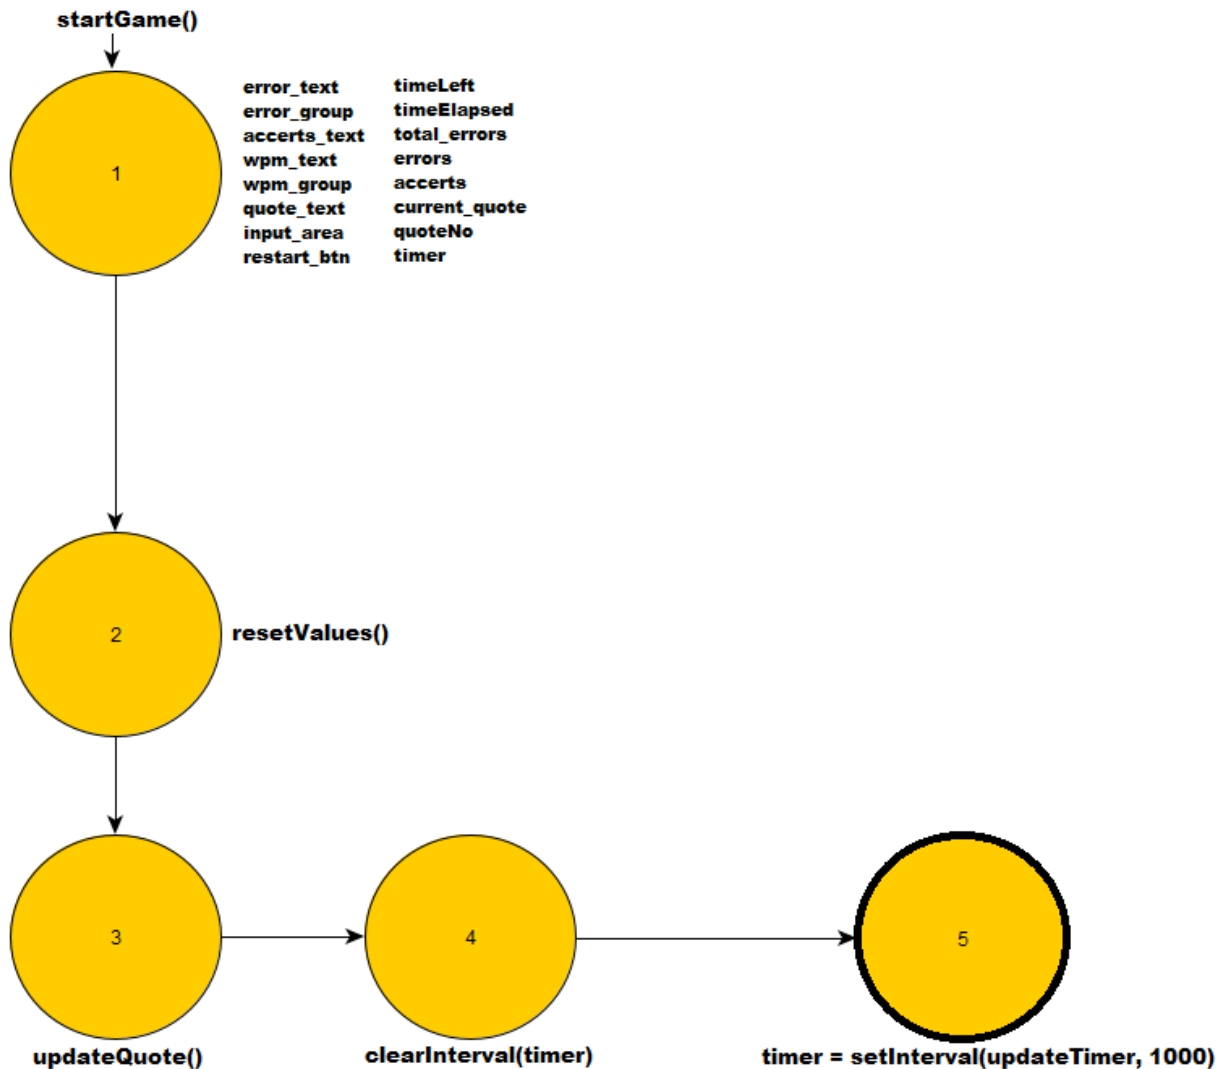 startGame()
1
error_text timeLeft
error_group timeElapsed
accerts_text total_errors
wpm_text errors
wpm_group accerts
quote_text current_quote
input_area quoteNo
restart_btn timer
2
resetValues()
3
4
5
updateQuote()
clearInterval(timer)
timer = setInterval(updateTimer, 1000)